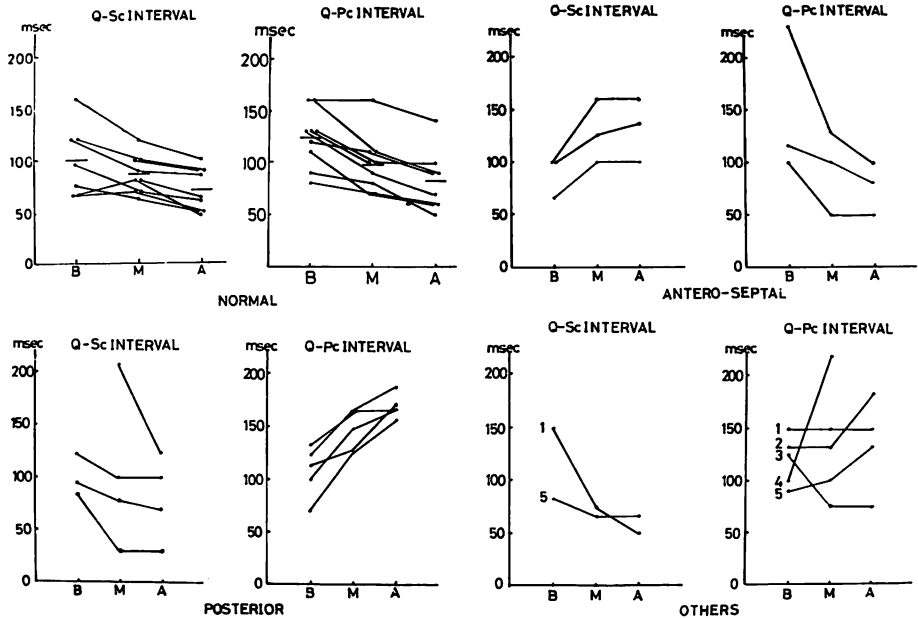 Q-Sc INTERVAL
msec
200
150
100
50
0
B M A
Q-Pc INTERVAL
msec
200
150
100
50
0
B M A
NORMAL
Q-Sc INTERVAL
msec
200
150
100
50
0
B M A
Q-Pc INTERVAL
msec
200
150
100
50
0
B M A
ANTERO-SEPTAL
Q-Sc INTERVAL
msec
200
150
100
50
0
B M A
Q-Pc INTERVAL
msec
200
150
100
50
0
B M A
POSTERIOR
Q-Sc INTERVAL
msec
200
150
100
50
0
1
5
B M A
Q-Pc INTERVAL
msec
200
150
100
50
0
1
2
3
4
5
B M A
OTHERS